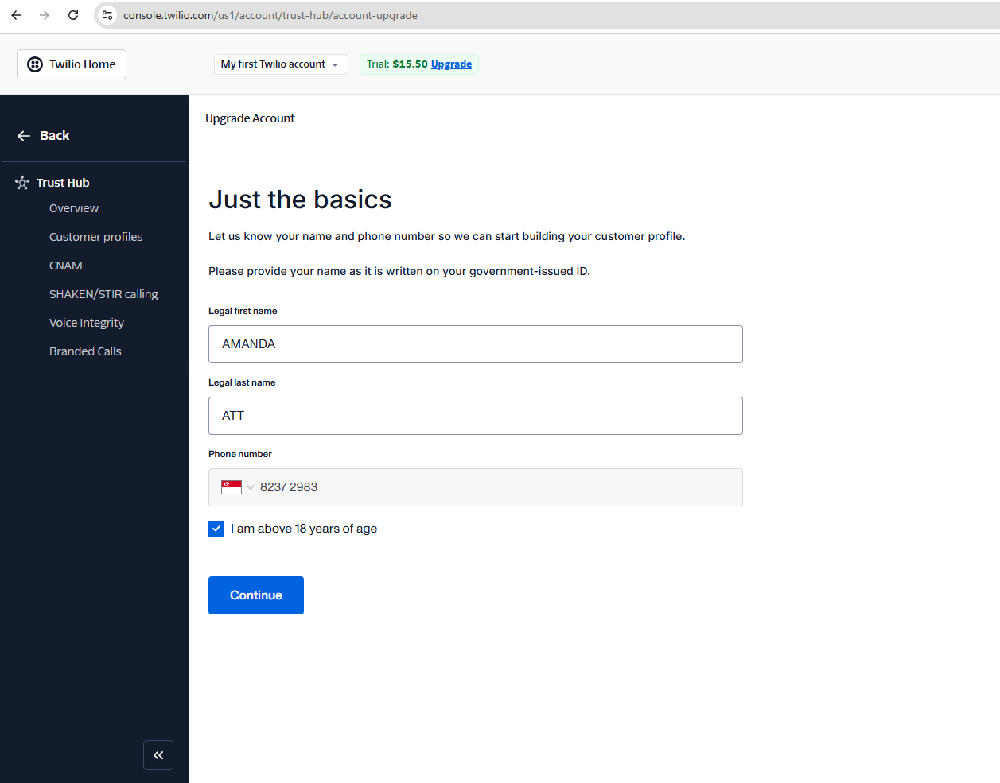 console.twilio.com/us1/account/trust-hub/account-upgrade
Twilio Home
My first Twilio account
Trial: $15.50 Upgrade
Back
Trust Hub
Overview
Customer profiles
CNAM
SHAKEN/STIR calling
Voice Integrity
Branded Calls
Upgrade Account
Just the basics
Let us know your name and phone number so we can start building your customer profile.
Please provide your name as it is written on your government-issued ID.
Legal first name
AMANDA
Legal last name
ATT
Phone number
8237 2983
I am above 18 years of age
Continue